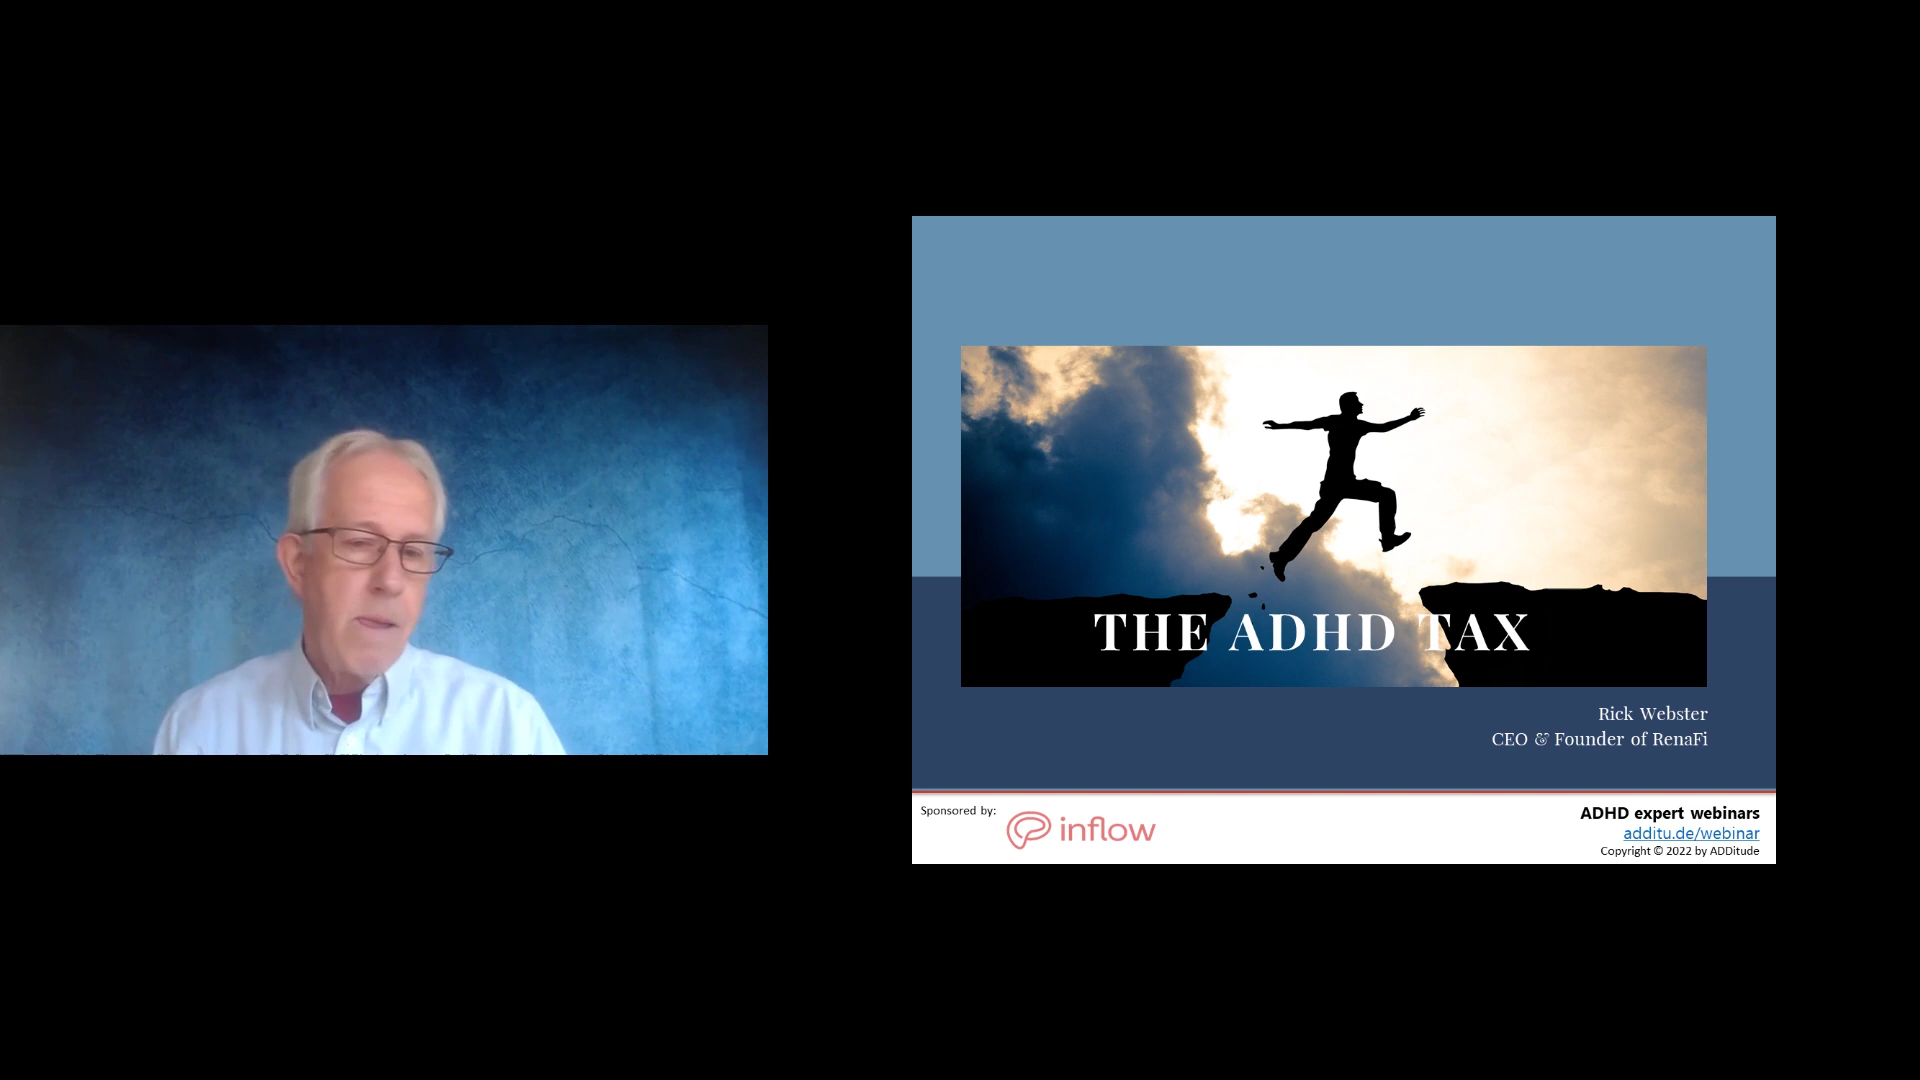 THE ADHD TAX
Rick Webster
CEO & Founder of RenaFi
Sponsored by:
inflow
ADHD expert webinars
additu.de/webinar
Copyright © 2022 by ADDitude